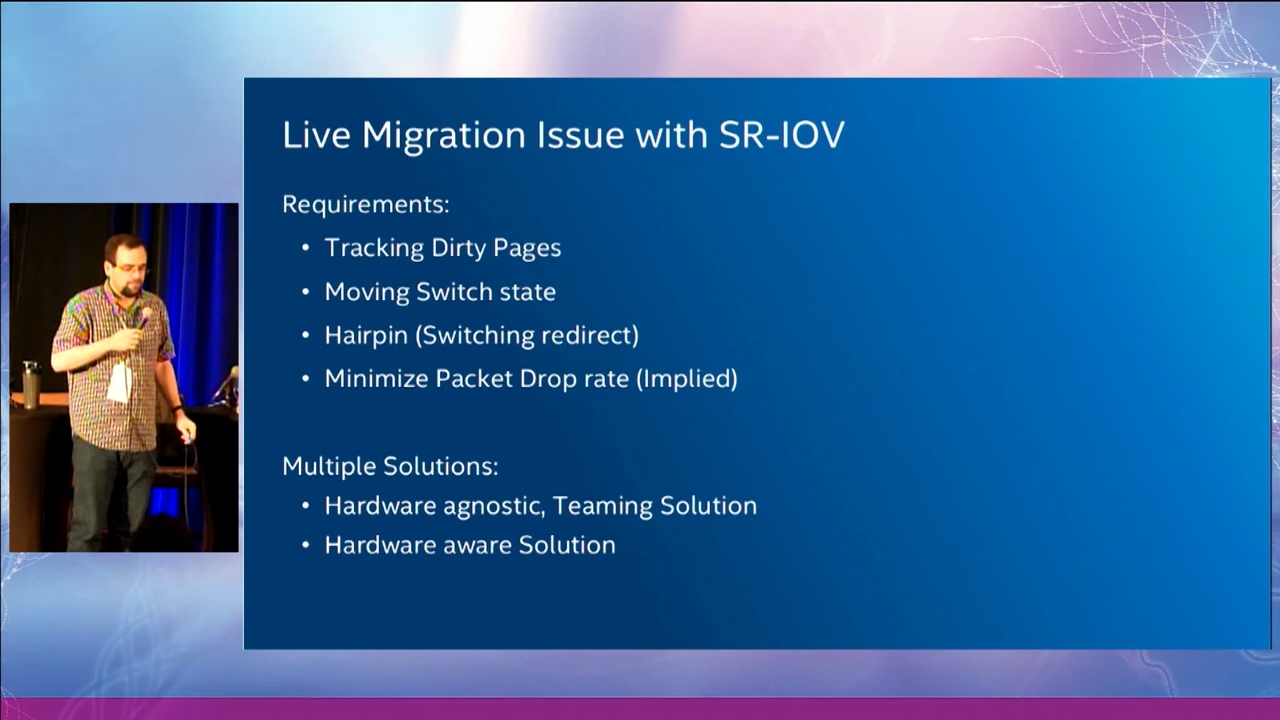 Live Migration Issue with SR-IOV
Requirements:
• Tracking Dirty Pages
• Moving Switch state
• Hairpin (Switching redirect)
• Minimize Packet Drop rate (Implied)
Multiple Solutions:
• Hardware agnostic, Teaming Solution
• Hardware aware Solution